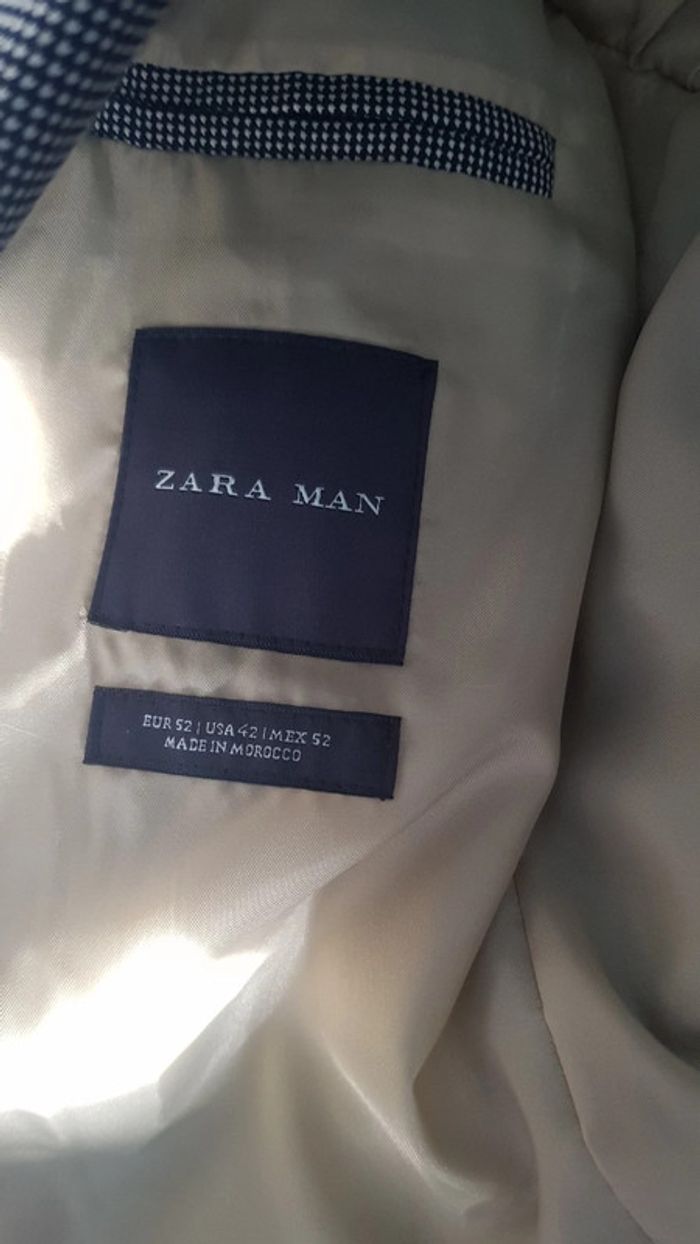 ZARA MAN
EUR 52 | USA 42 | MEX 52
MADE IN MOROCCO